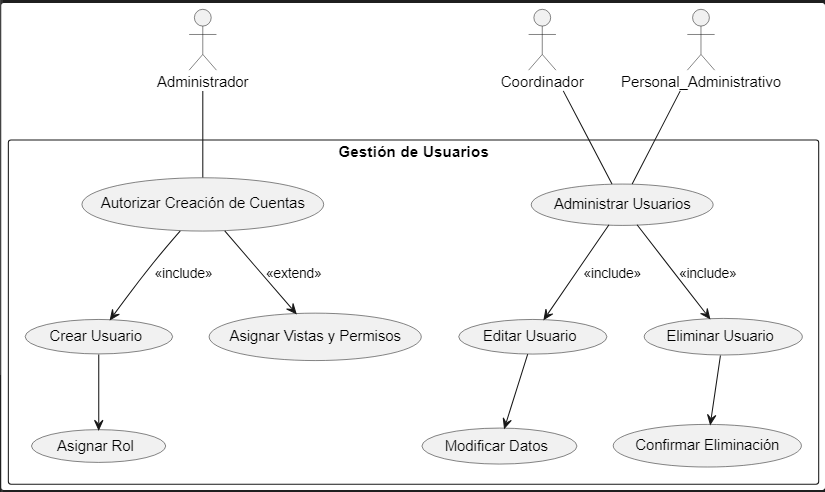 Administrador
Coordinador
Personal_Administrativo
Gestión de Usuarios
Autorizar Creación de Cuentas
Administrar Usuarios
«include»
«extend»
«include»
«include»
Crear Usuario
Asignar Vistas y Permisos
Editar Usuario
Eliminar Usuario
Asignar Rol
Modificar Datos
Confirmar Eliminación